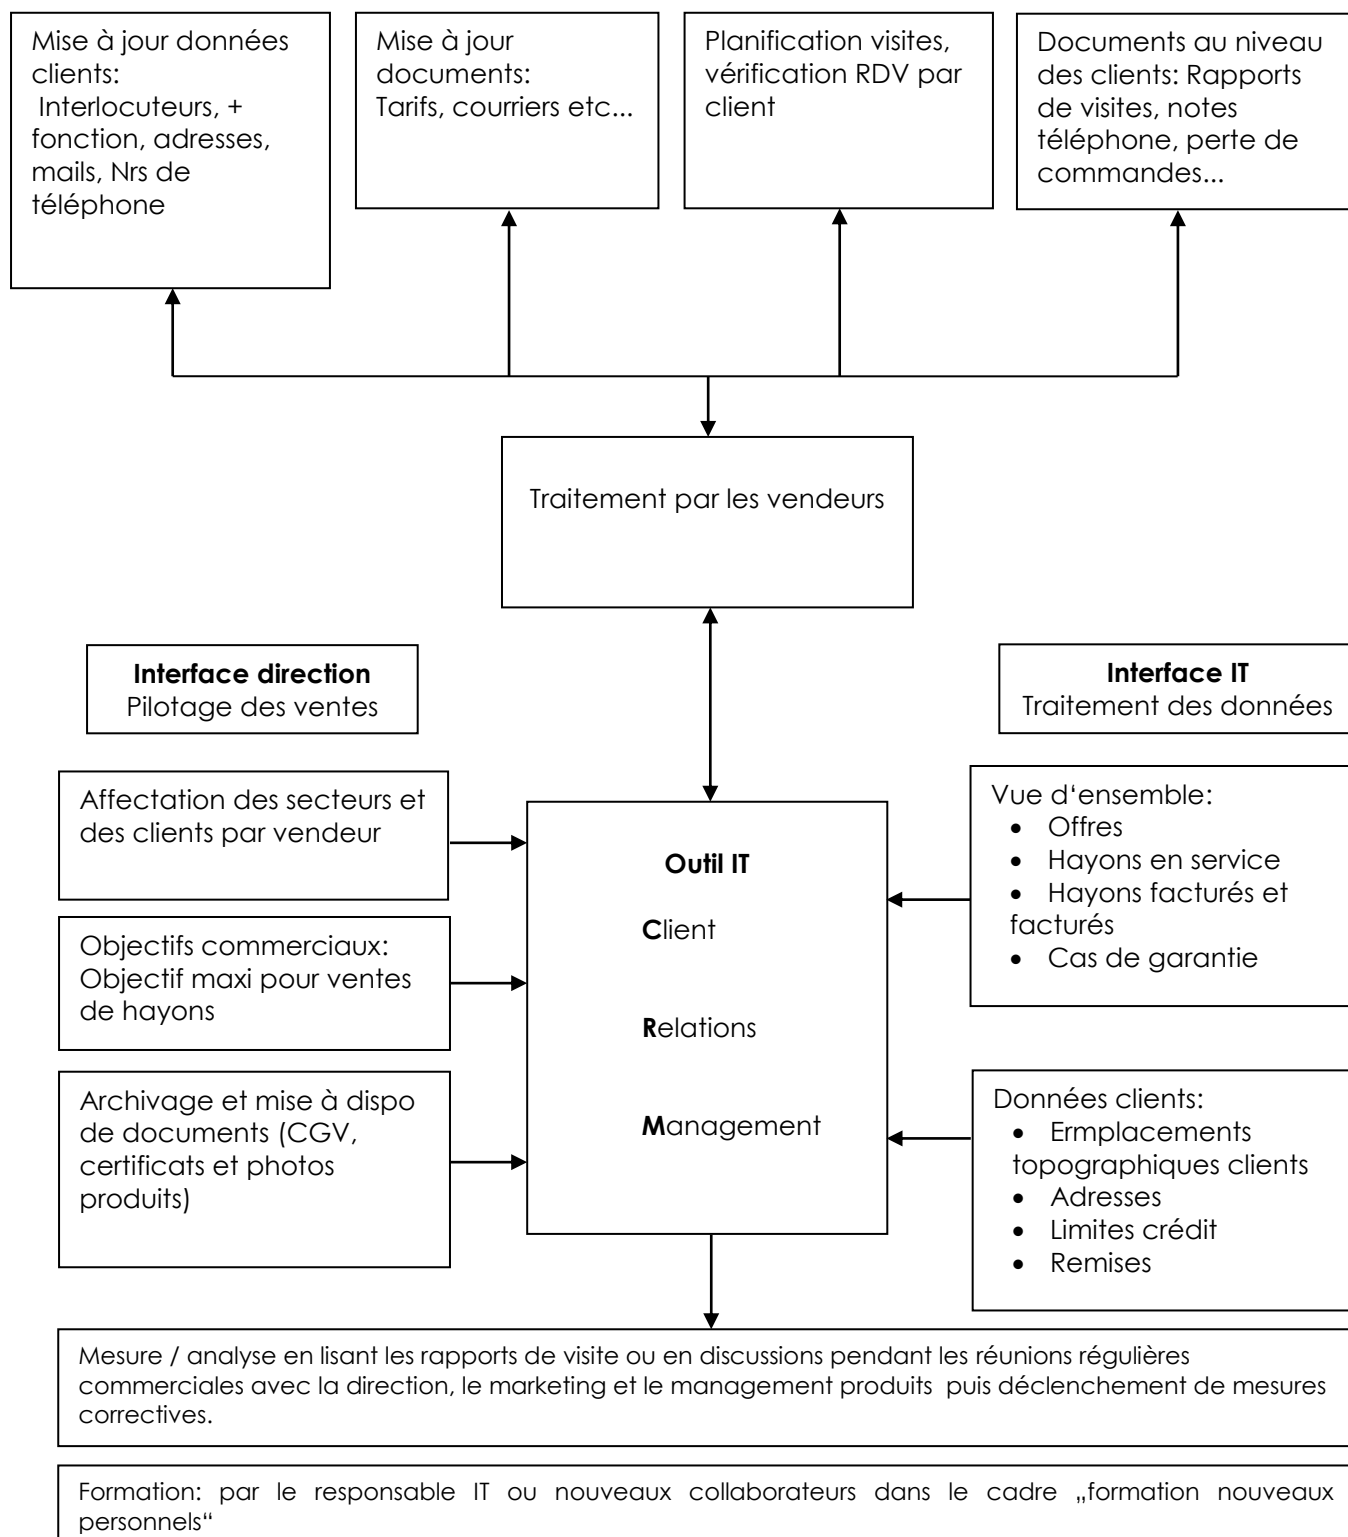 Mise à jour données
clients:
Interlocuteurs, +
fonction, adresses,
mails, Nrs de
téléphone
Mise à jour
documents:
Tarifs, courriers etc...
Planification visites,
vérification RDV par
client
Documents au niveau
des clients: Rapports
de visites, notes
téléphone, perte de
commandes...
Traitement par les vendeurs
Interface direction
Pilotage des ventes
Interface IT
Traitement des données
Affectation des secteurs et
des clients par vendeur
Objectifs commerciaux:
Objectif maxi pour ventes
de hayons
Archivage et mise à dispo
de documents (CGV,
certificats et photos
produits)
Outil IT
Client
Relations
Management
Vue d‘ensemble:
• Offres
• Hayons en service
• Hayons facturés et
facturés
• Cas de garantie
Données clients:
• Ermplacements
topographiques clients
• Adresses
• Limites crédit
• Remises
Mesure / analyse en lisant les rapports de visite ou en discussions pendant les réunions régulières
commerciales avec la direction, le marketing et le management produits puis déclenchement de mesures
correctives.
Formation: par le responsable IT ou nouveaux collaborateurs dans le cadre „formation nouveaux
personnels“